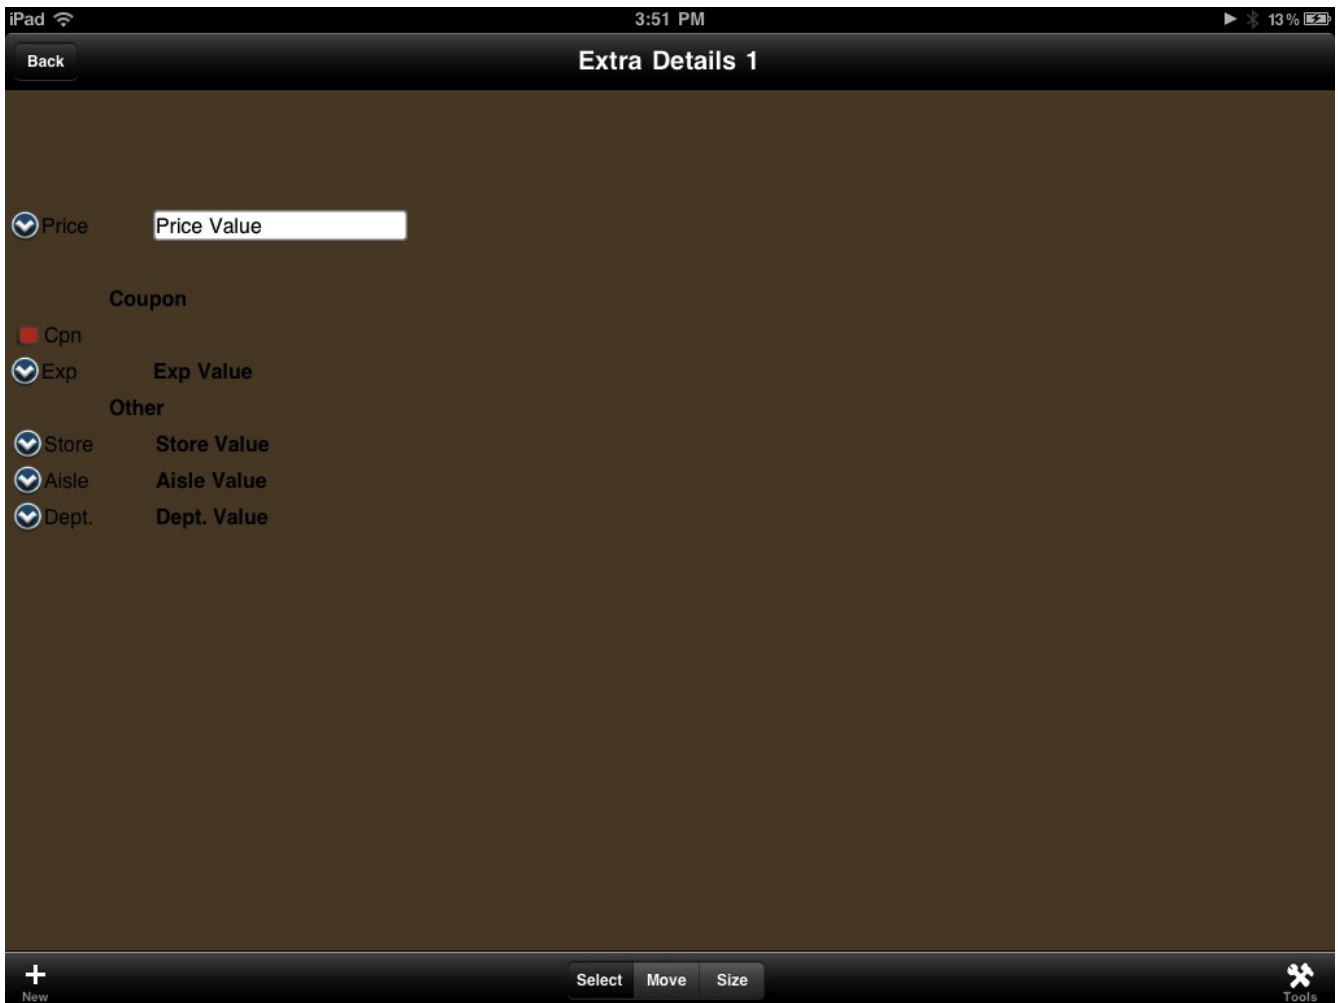 iPad 3:51 PM 13%
Back Extra Details 1
Price Price Value
Coupon
Cpn
Exp Exp Value
Other
Store Store Value
Aisle Aisle Value
Dept. Dept. Value
Select Move Size
New Tools